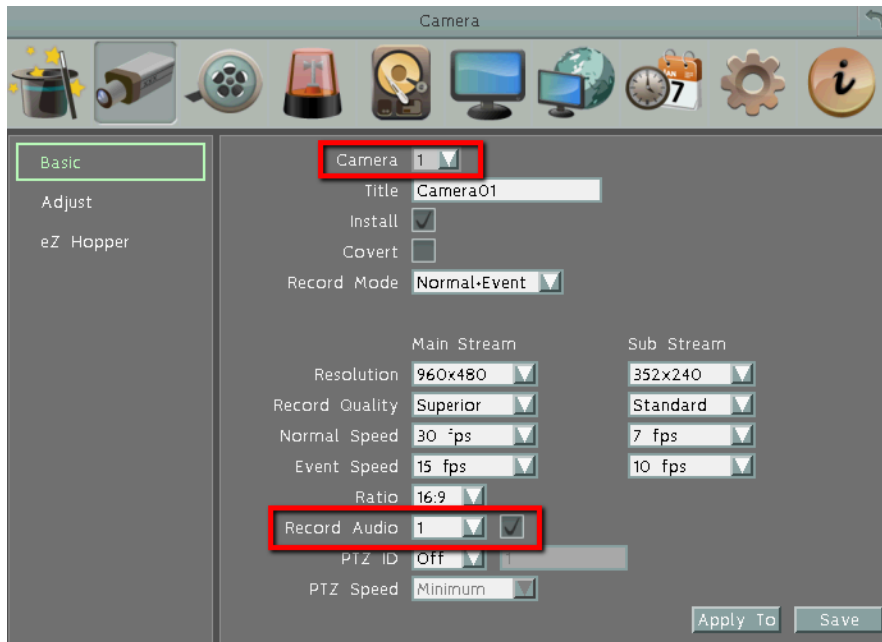 Camera
7
i
Basic
Adjust
eZ Hopper
Camera 1
Title Camera01
Install
Covert
Record Mode Normal+Event
Main Stream Sub Stream
Resolution 960x480 352x240
Record Quality Superior Standard
Normal Speed 30 fps 7 fps
Event Speed 15 fps 10 fps
Ratio 16:9
Record Audio 1
PTZ ID Off 1
PTZ Speed Minimum
Apply To Save